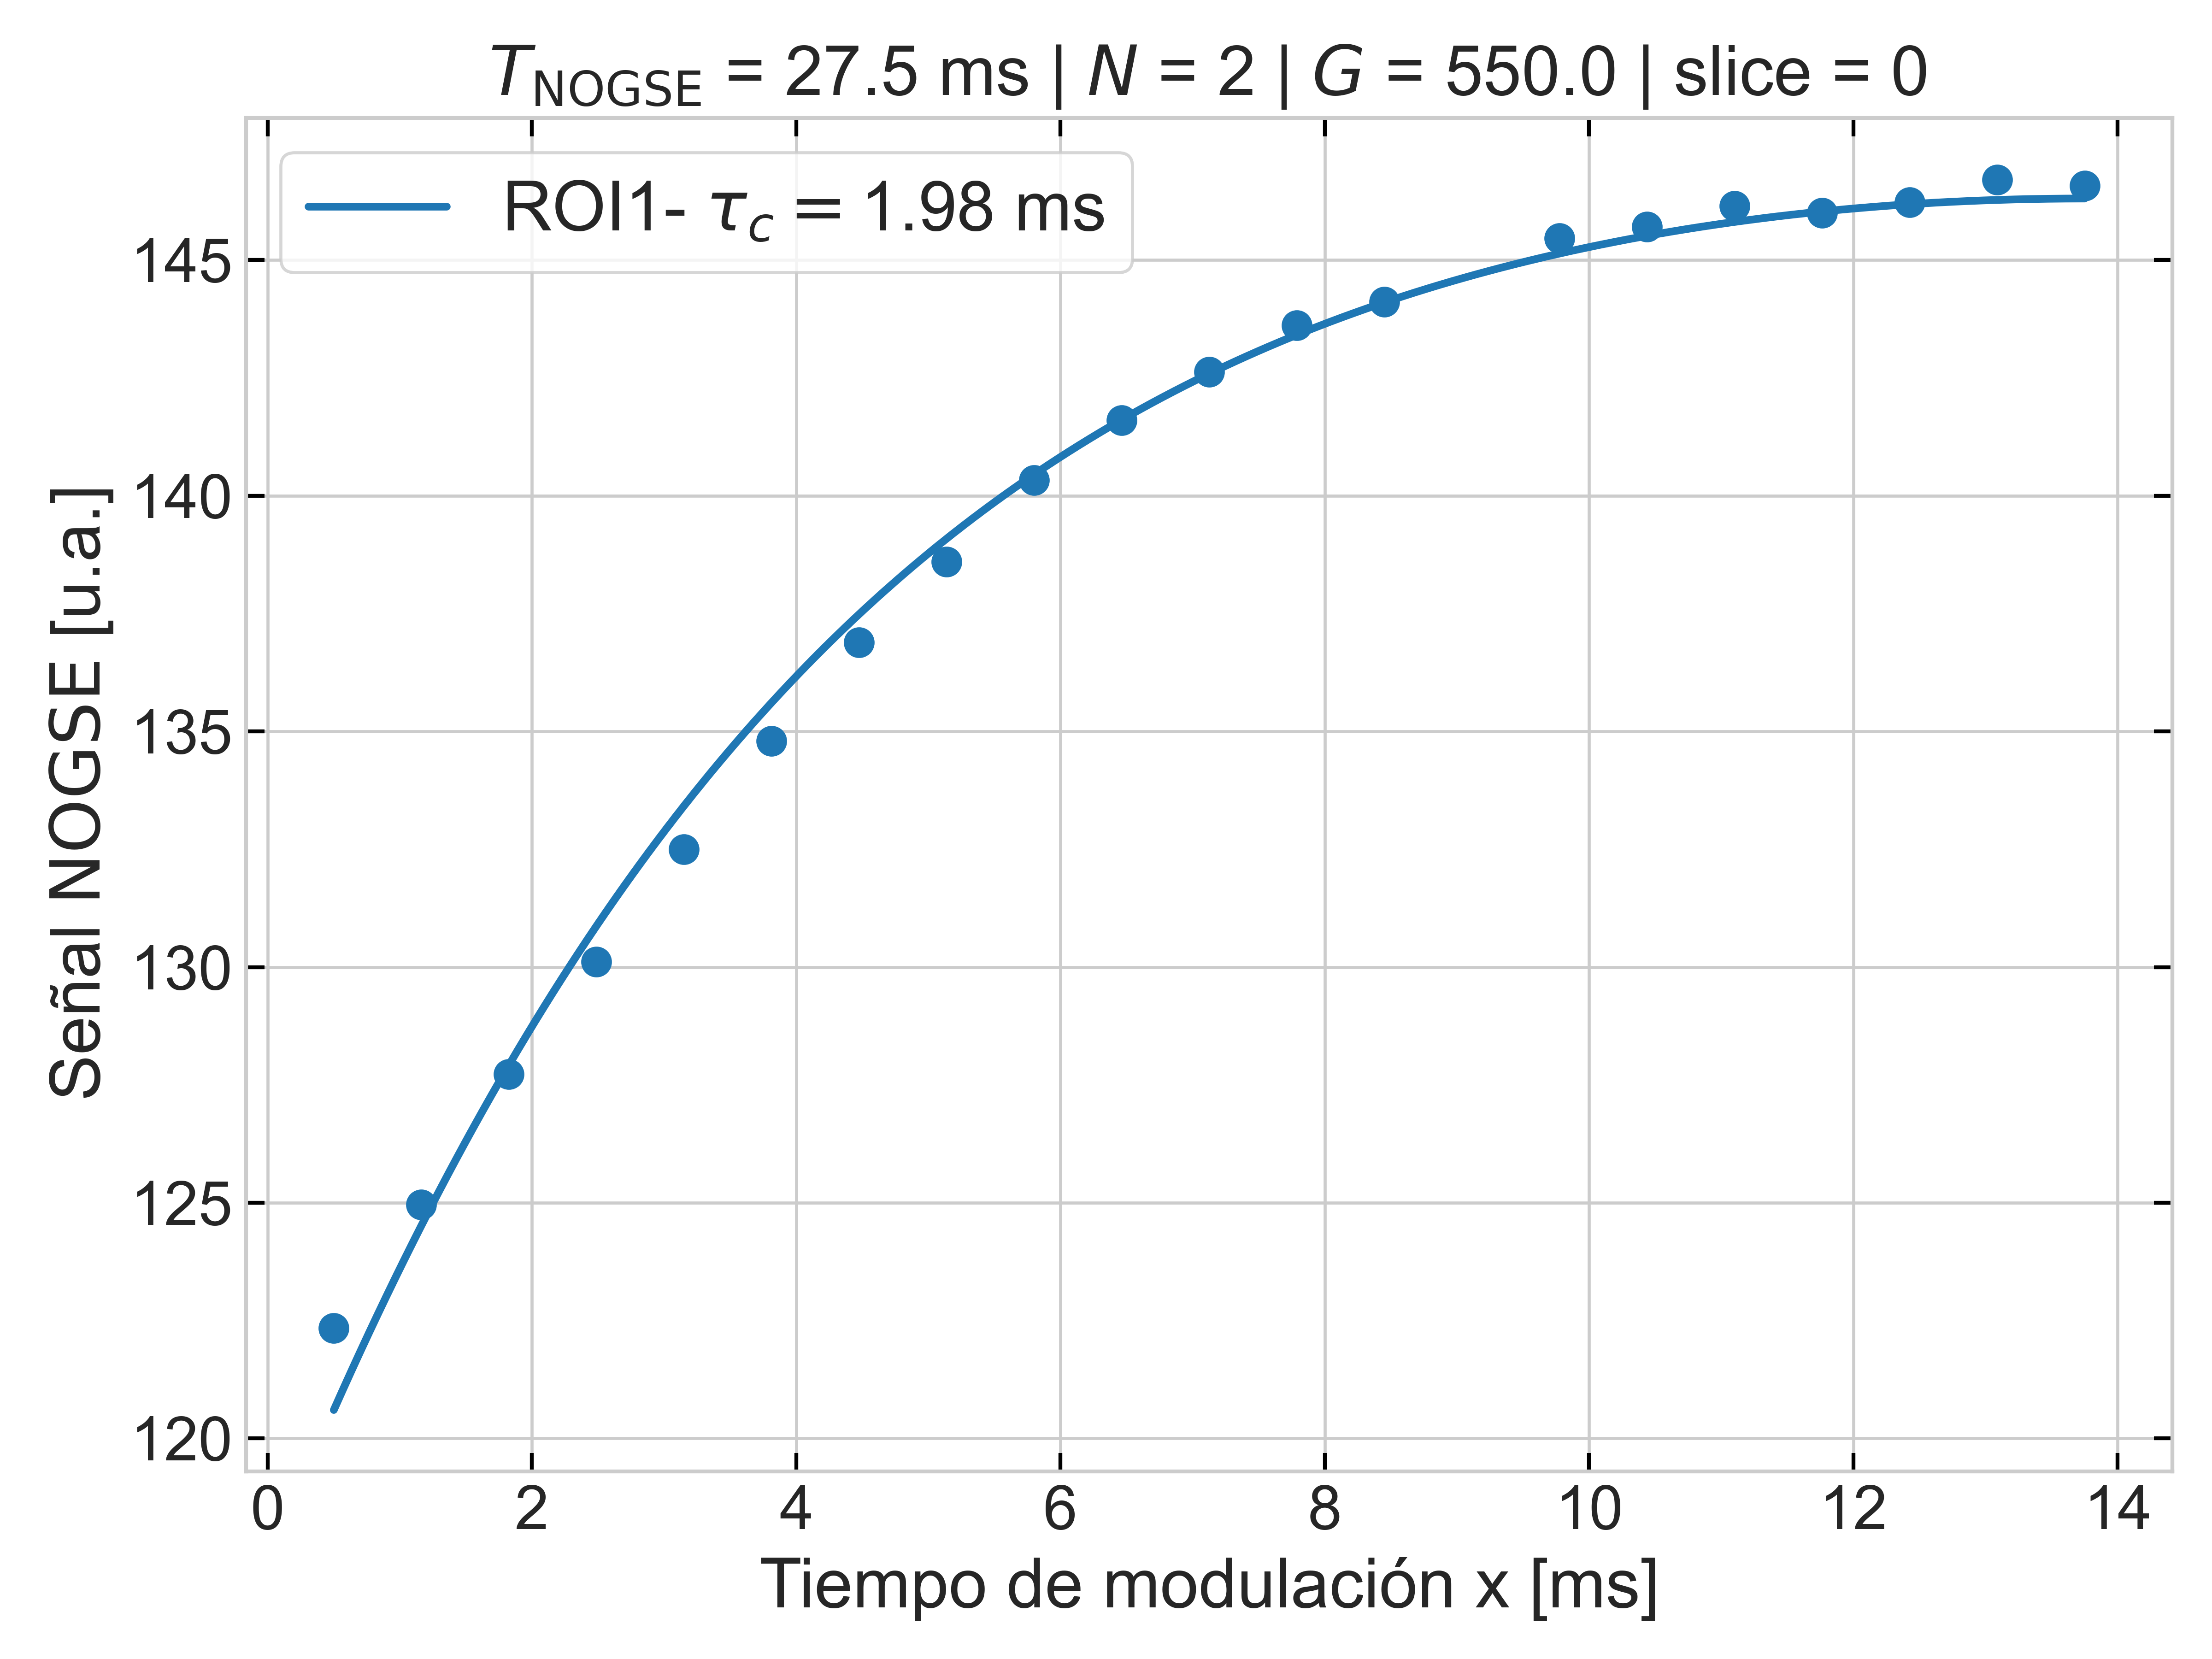 T_NOGSE = 27.5 ms | N = 2 | G = 550.0 | slice = 0
ROI1- τ_c = 1.98 ms
Señal NOGSE [u.a.]
145
140
135
130
125
120
0 2 4 6 8 10 12 14
Tiempo de modulación x [ms]